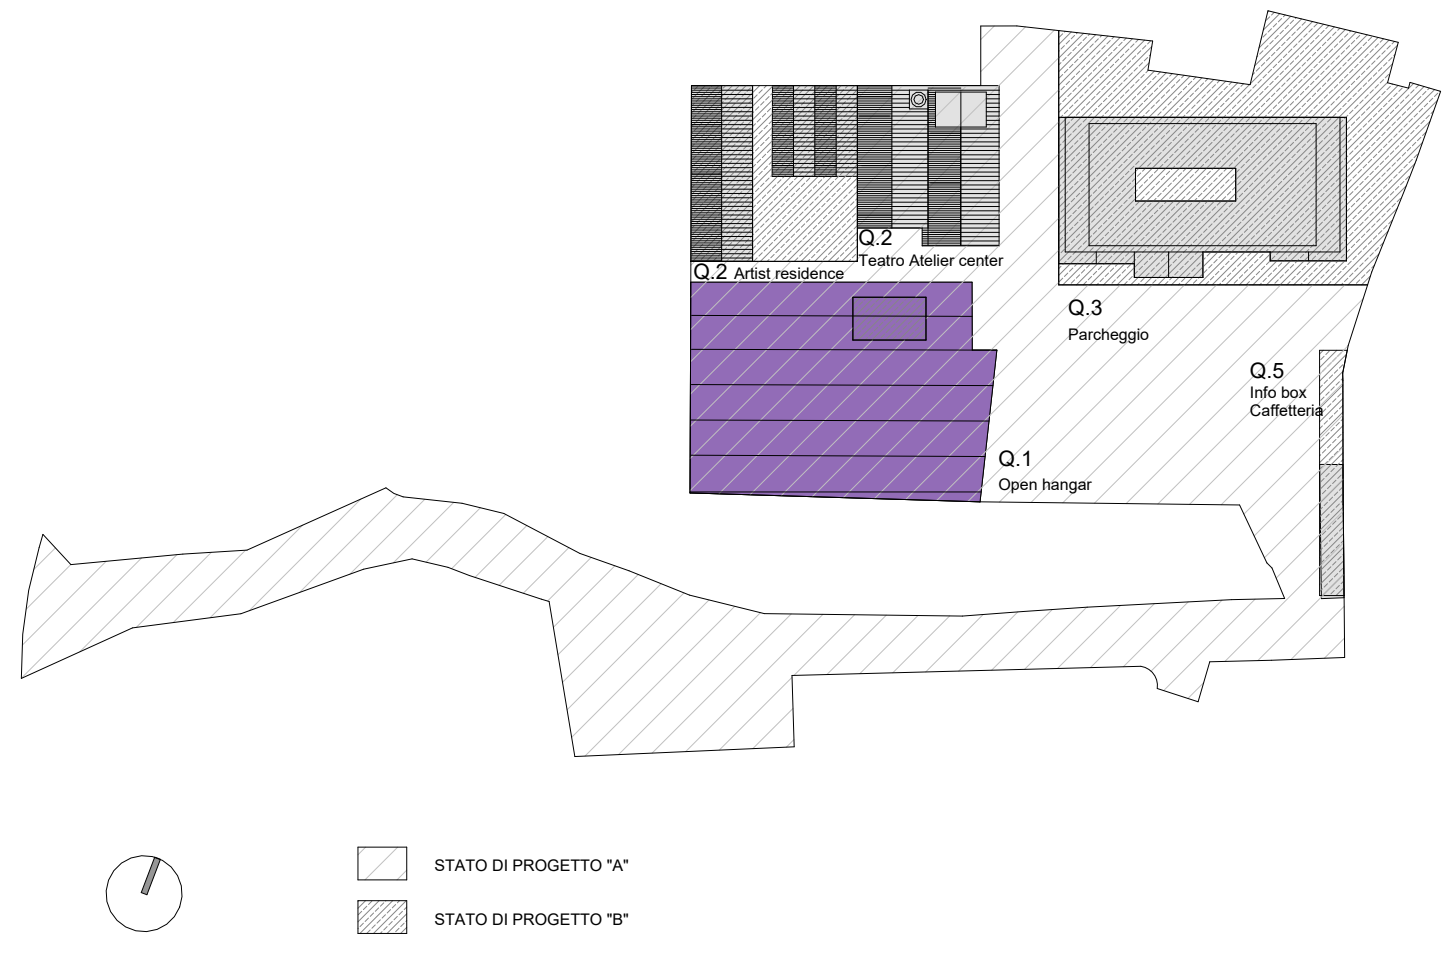 Q.2
Teatro Atelier center
Q.2 Artist residence
Q.3
Parcheggio
Q.5
Info box
Caffetteria
Q.1
Open hangar
STATO DI PROGETTO "A"
STATO DI PROGETTO "B"